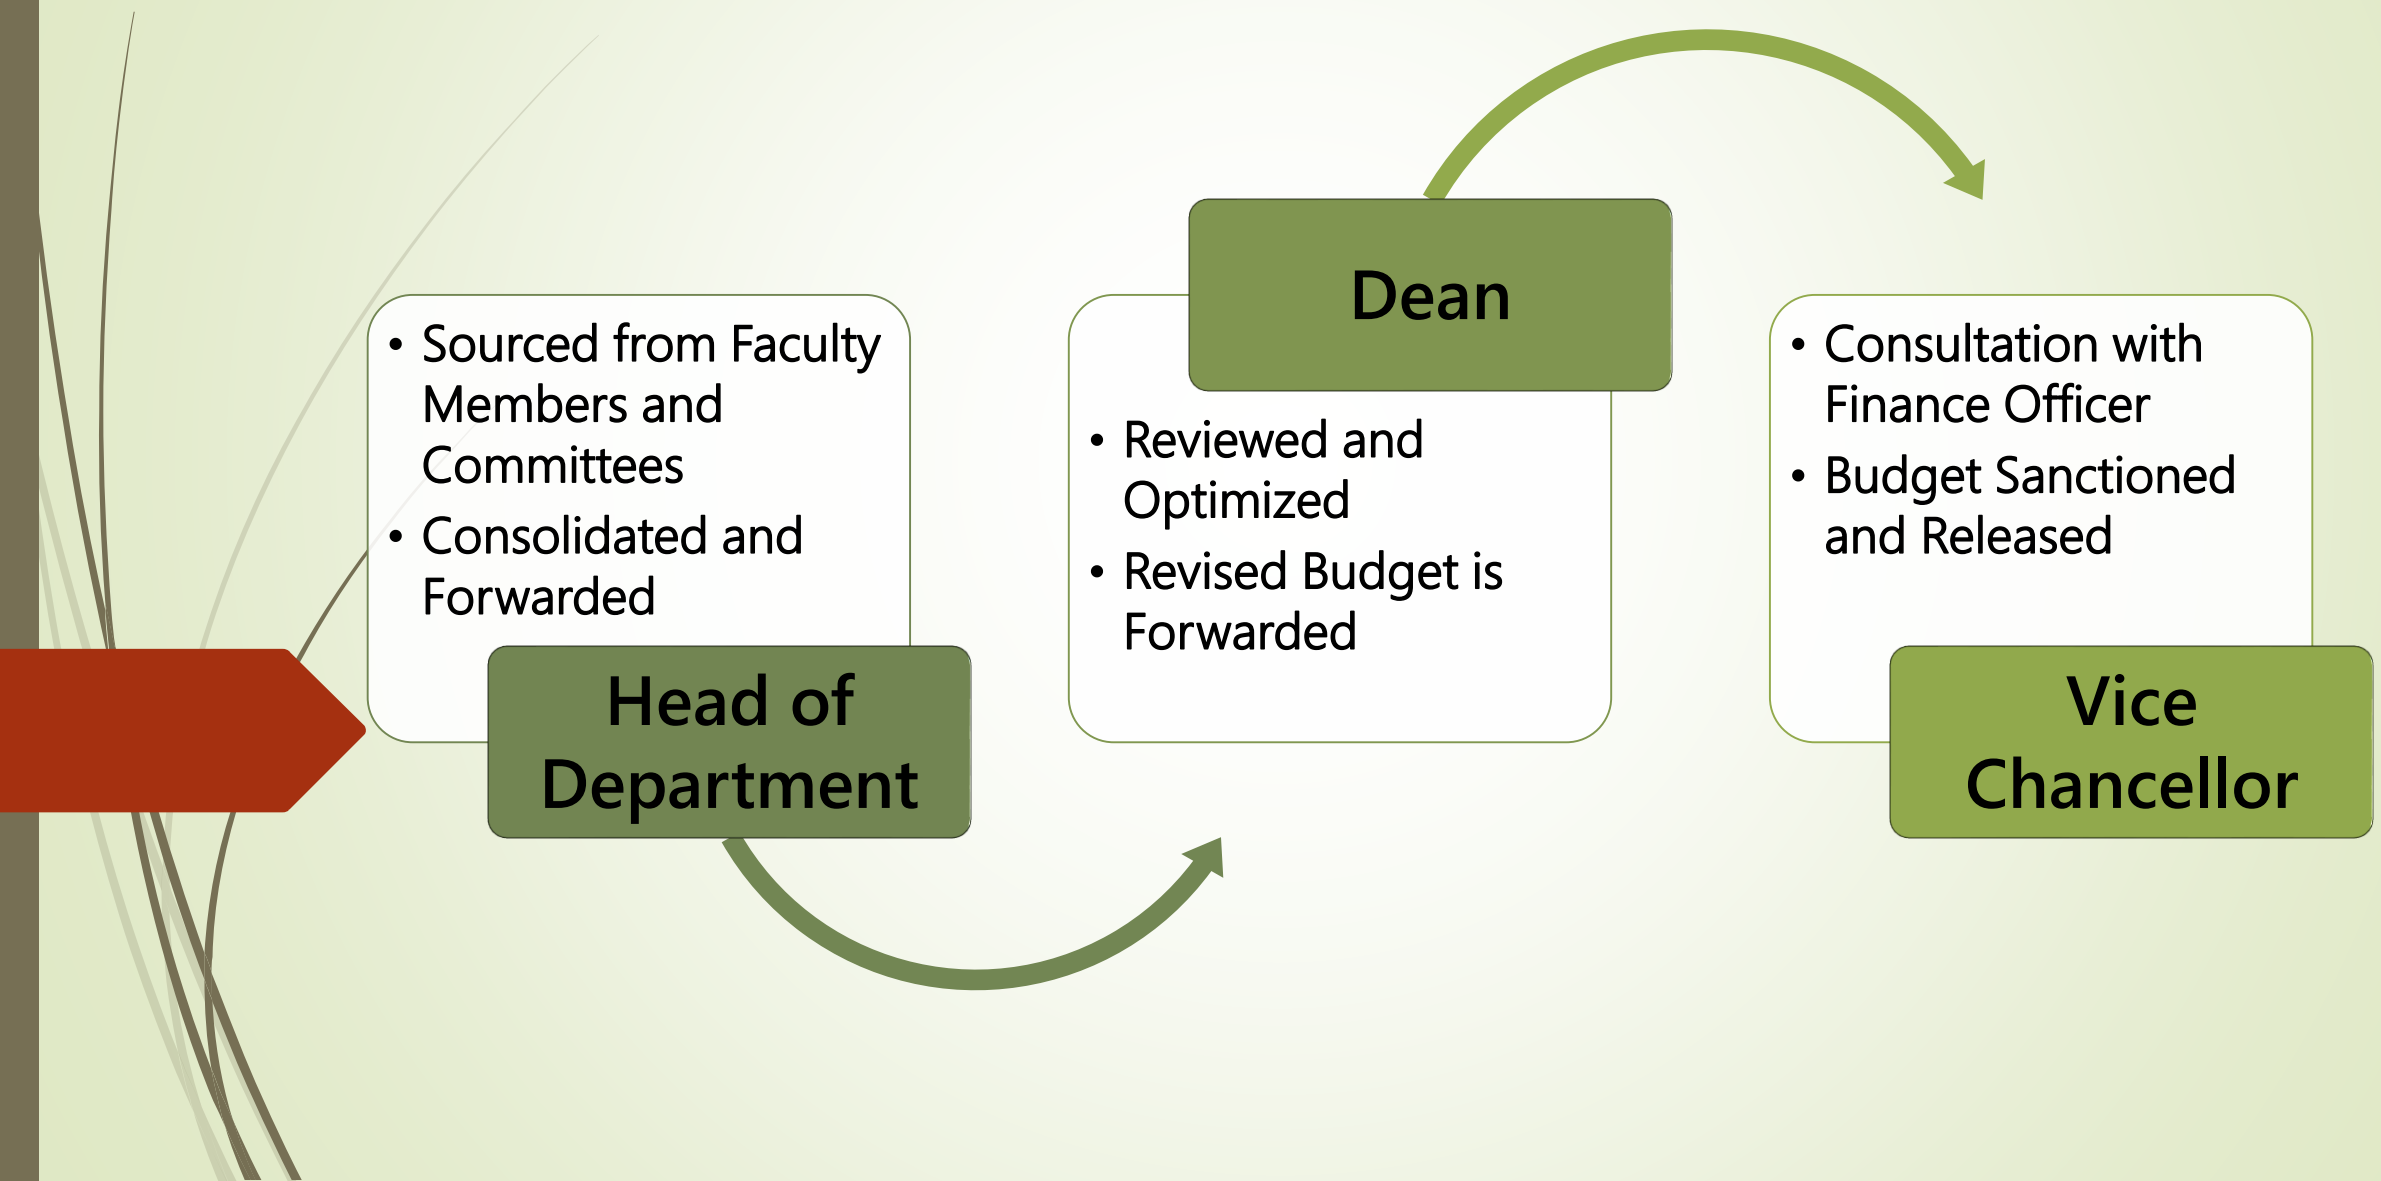 • Sourced from Faculty
Members and
Committees
• Consolidated and
Forwarded
Head of
Department
Dean
• Reviewed and
Optimized
• Revised Budget is
Forwarded
• Consultation with
Finance Officer
• Budget Sanctioned
and Released
Vice
Chancellor